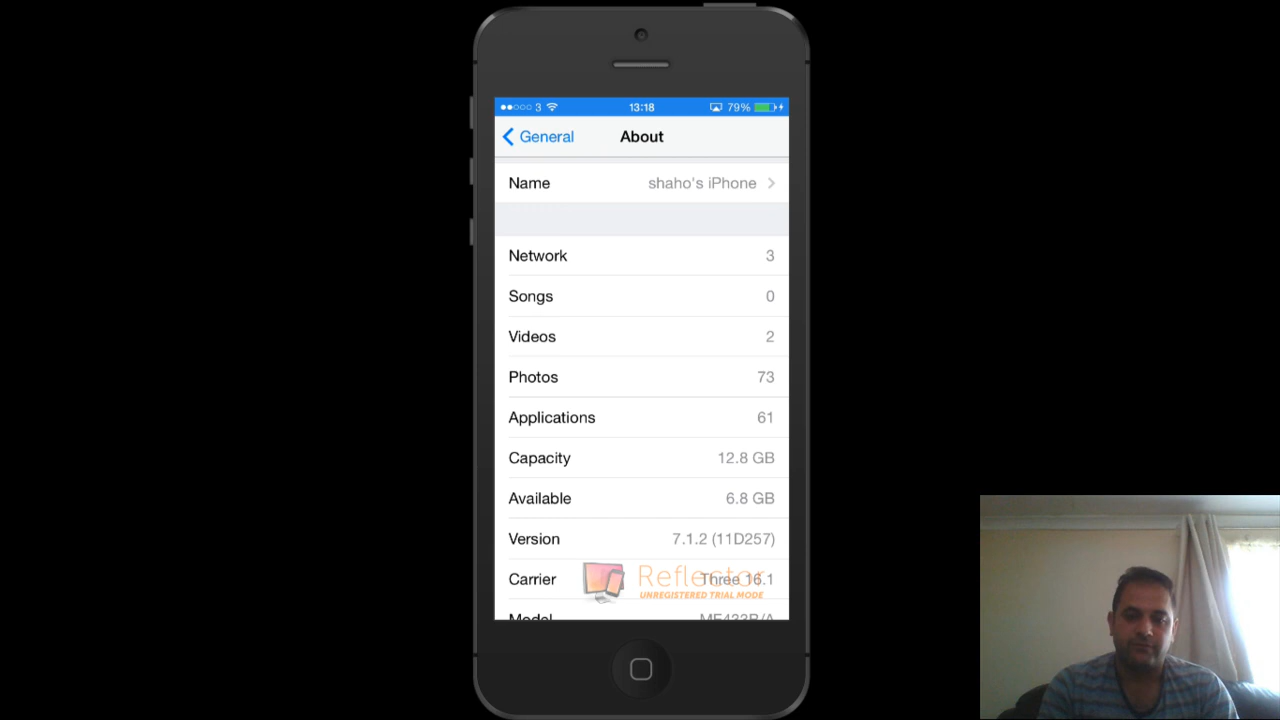 3 13:18 79%
General About
Name shaho's iPhone
Network 3
Songs 0
Videos 2
Photos 73
Applications 61
Capacity 12.8 GB
Available 6.8 GB
Version 7.1.2 (11D257)
Carrier Three 16.1
Reflector
UNREGISTERED TRIAL MODE
Model